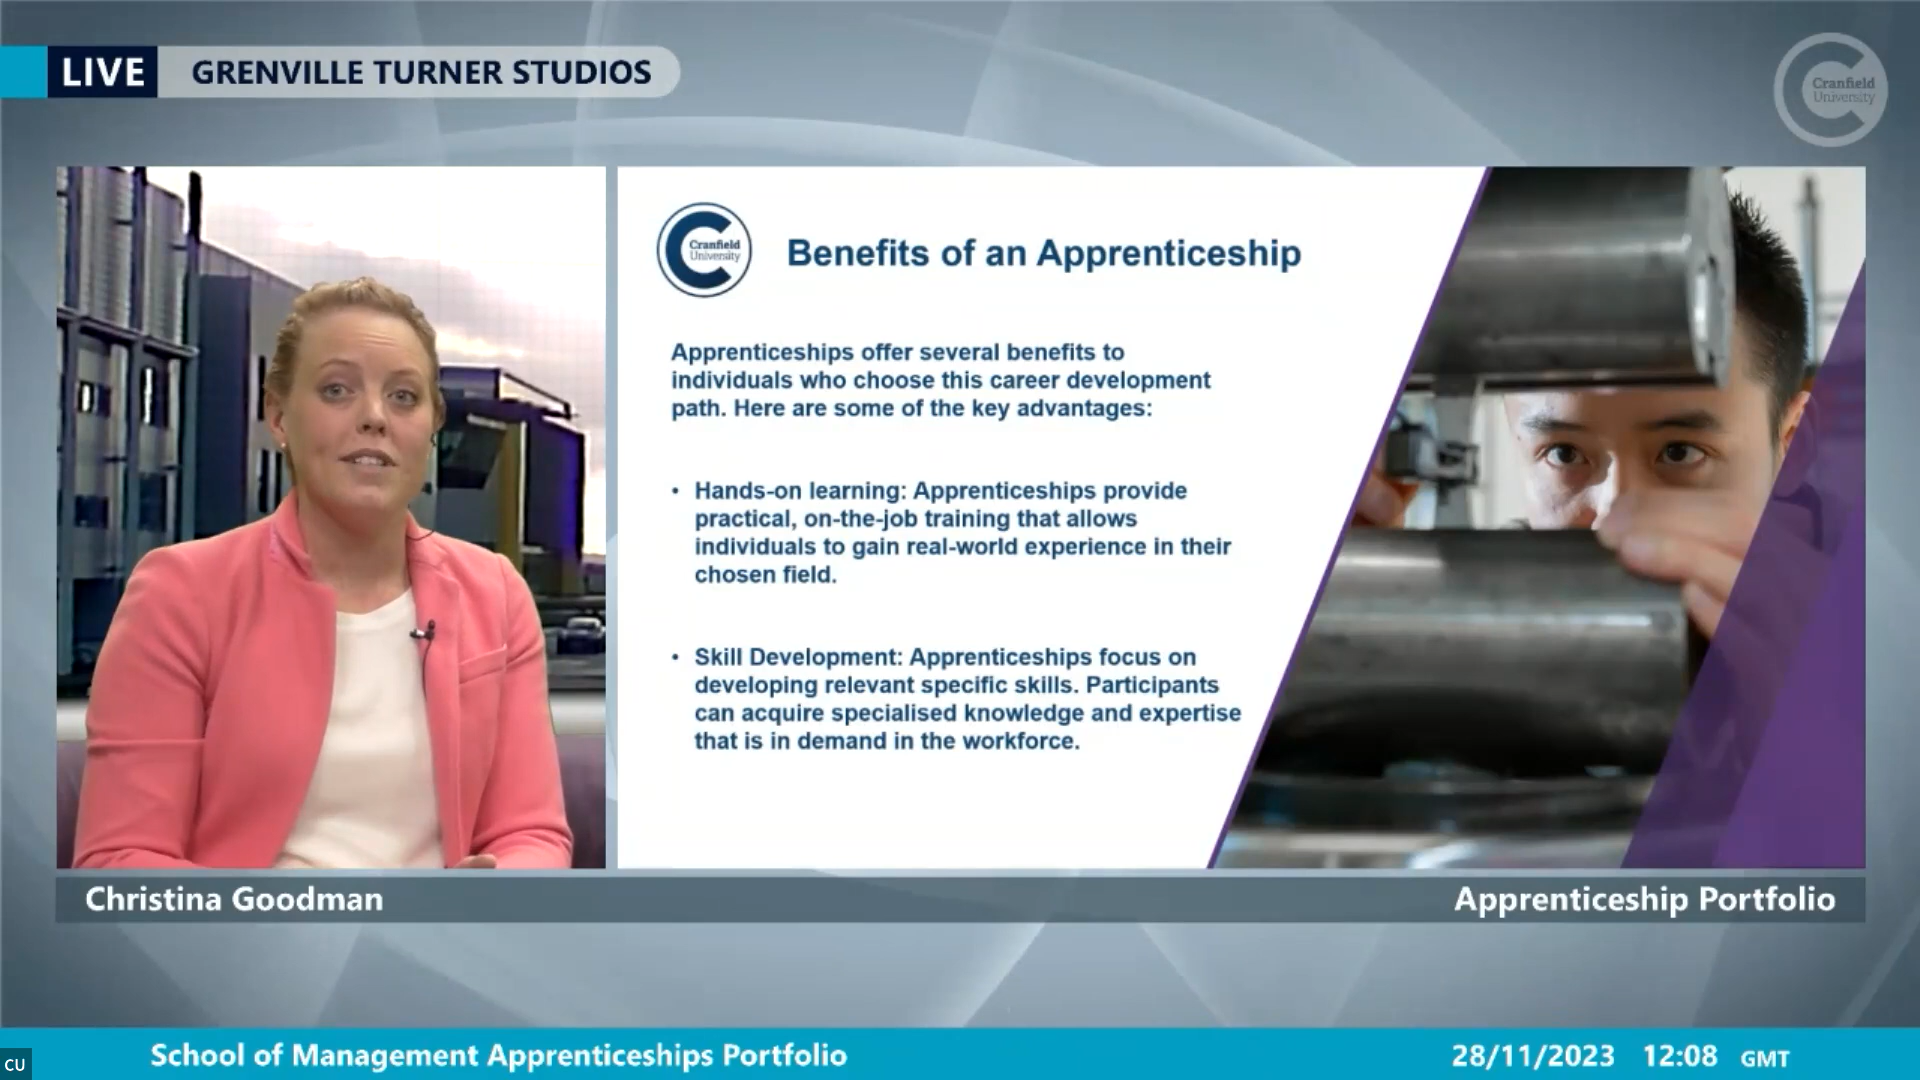 LIVE
GRENVILLE TURNER STUDIOS
Cranfield
University
Cranfield
University
Benefits of an Apprenticeship
Apprenticeships offer several benefits to
individuals who choose this career development
path. Here are some of the key advantages:
• Hands-on learning: Apprenticeships provide
practical, on-the-job training that allows
individuals to gain real-world experience in their
chosen field.
• Skill Development: Apprenticeships focus on
developing relevant specific skills. Participants
can acquire specialised knowledge and expertise
that is in demand in the workforce.
Christina Goodman
Apprenticeship Portfolio
CU
School of Management Apprenticeships Portfolio
28/11/2023 12:08 GMT